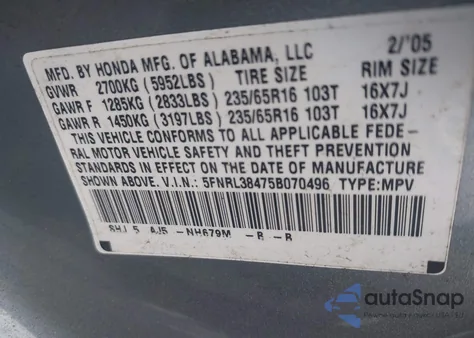 MFD. BY HONDA MFG. OF ALABAMA, LLC 2/'05
GVWR 2700KG (5952LBS) TIRE SIZE RIM SIZE
GAWR F 1285KG (2833LBS) 235/65R16 103T 16X7J
GAWR R 1450KG (3197LBS) 235/65R16 103T 16X7J
THIS VEHICLE CONFORMS TO ALL APPLICABLE FEDE-
RAL MOTOR VEHICLE SAFETY AND THEFT PREVENTION
STANDARDS IN EFFECT ON THE DATE OF MANUFACTURE
SHOWN ABOVE. V.I.N.: 5FNRL38475B070496 TYPE:MPV
SHJ 5 AJ5 -NH679M -B -B
autoSnap